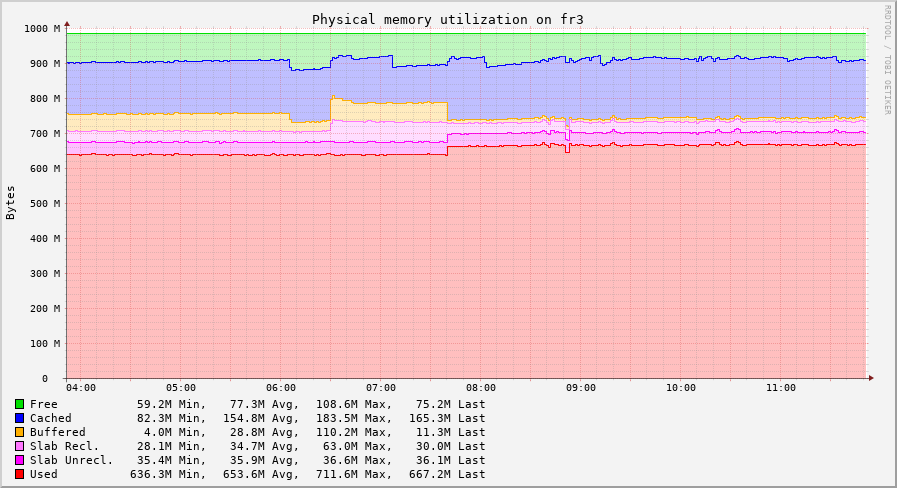 Physical memory utilization on fr3
RRDTOOL / TOBI OETIKER
Bytes
1000 M
900 M
800 M
700 M
600 M
500 M
400 M
300 M
200 M
100 M
0
04:00 05:00 06:00 07:00 08:00 09:00 10:00 11:00
Free 59.2M Min, 77.3M Avg, 108.6M Max, 75.2M Last
Cached 82.3M Min, 154.8M Avg, 183.5M Max, 165.3M Last
Buffered 4.0M Min, 28.8M Avg, 110.2M Max, 11.3M Last
Slab Recl. 28.1M Min, 34.7M Avg, 63.0M Max, 30.0M Last
Slab Unrecl. 35.4M Min, 35.9M Avg, 36.6M Max, 36.1M Last
Used 636.3M Min, 653.6M Avg, 711.6M Max, 667.2M Last